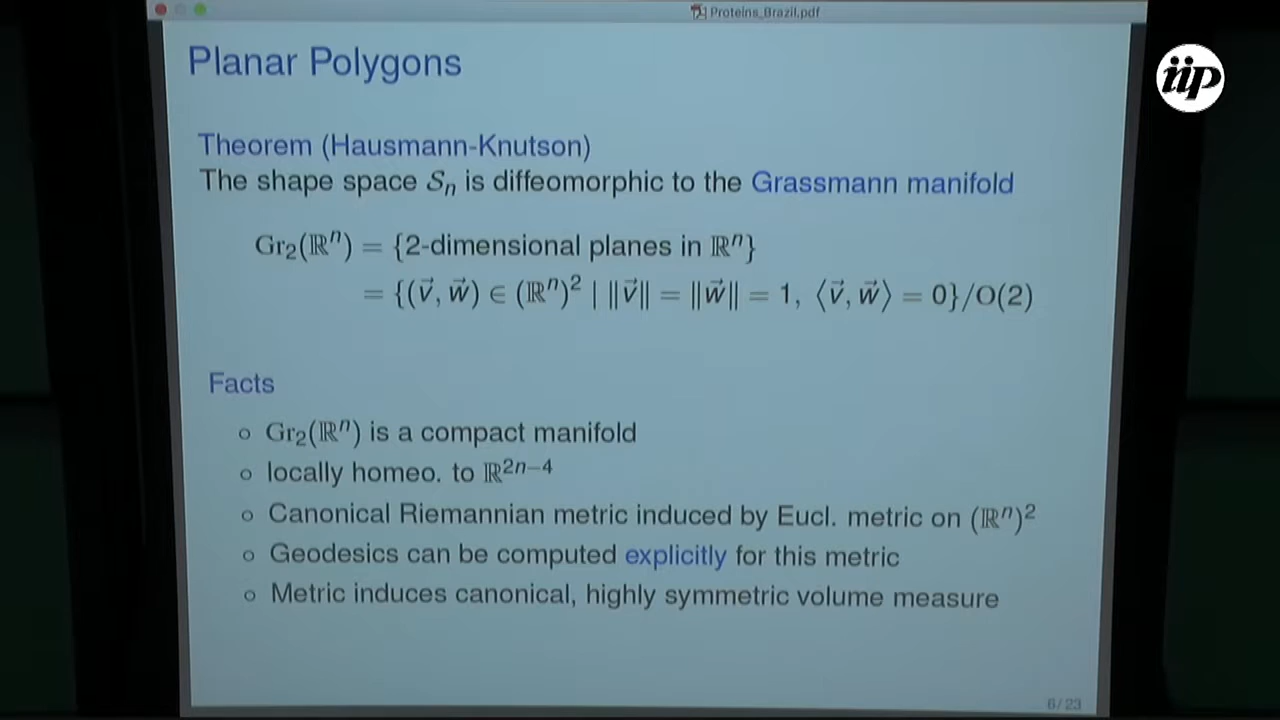 Proteins_Brazil.pdf
iip
Planar Polygons
Theorem (Hausmann-Knutson)
The shape space 𝒮ₙ is diffeomorphic to the Grassmann manifold
Gr₂(ℝⁿ) = {2-dimensional planes in ℝⁿ}
= {(v⃗, w⃗) ∈ (ℝⁿ)² | ‖v⃗‖ = ‖w⃗‖ = 1, ⟨v⃗, w⃗⟩ = 0}/O(2)
Facts
○ Gr₂(ℝⁿ) is a compact manifold
○ locally homeo. to ℝ²ⁿ⁻⁴
○ Canonical Riemannian metric induced by Eucl. metric on (ℝⁿ)²
○ Geodesics can be computed explicitly for this metric
○ Metric induces canonical, highly symmetric volume measure
6/23